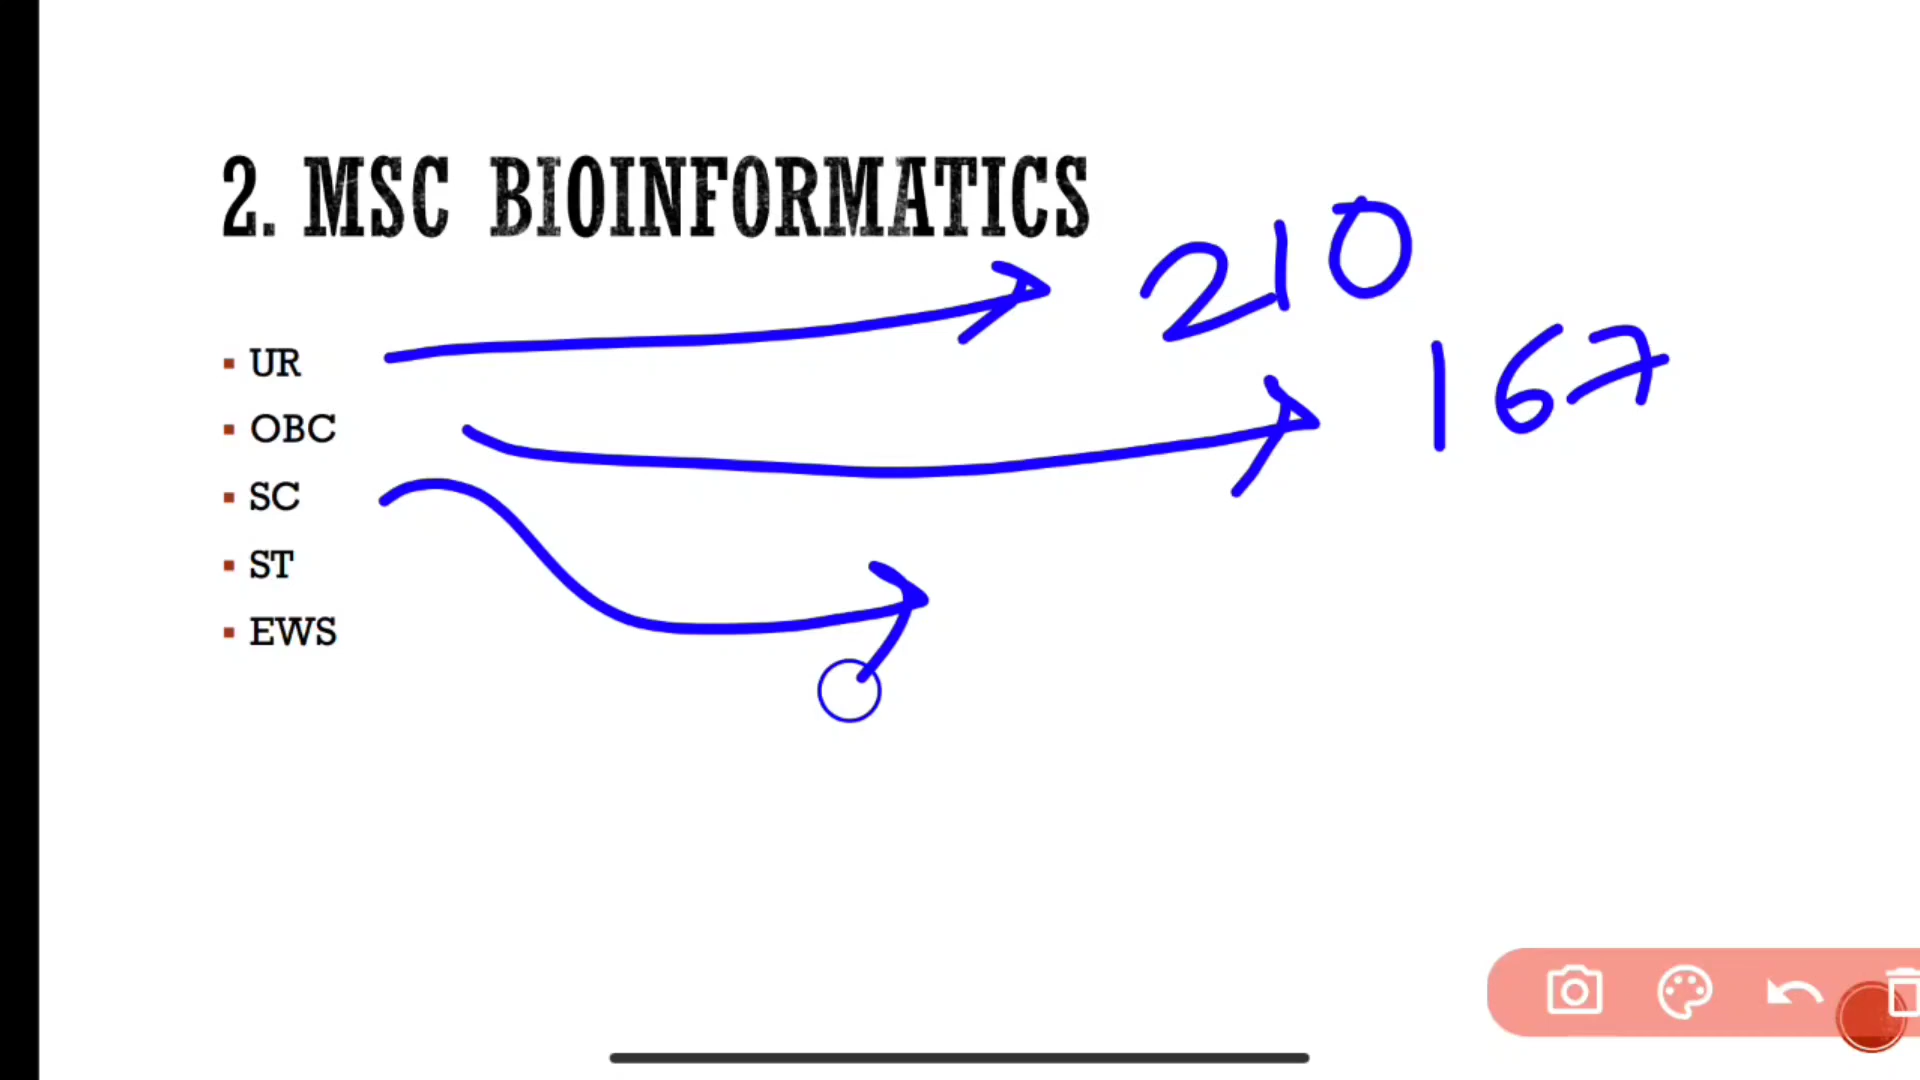 2. MSC BIOINFORMATICS
210
UR
167
OBC
SC
ST
EWS